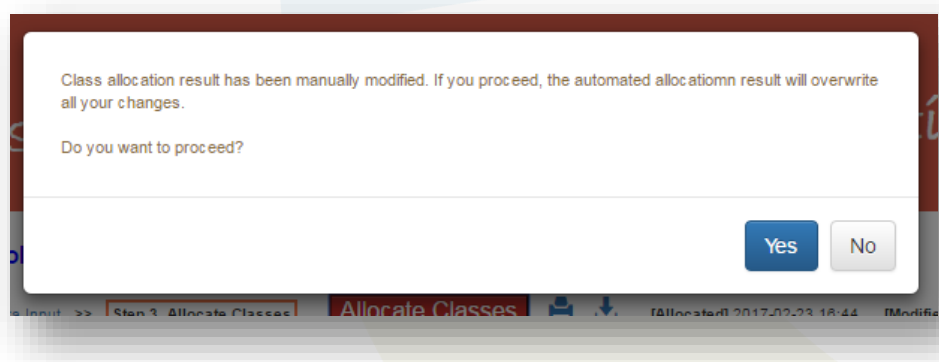 Class allocation result has been manually modified. If you proceed, the automated allocatiomn result will overwrite
all your changes.
Do you want to proceed?
Yes No
Input >> Step 3. Allocate Classes Allocate Classes [Allocated] 2017-02-23 16:44